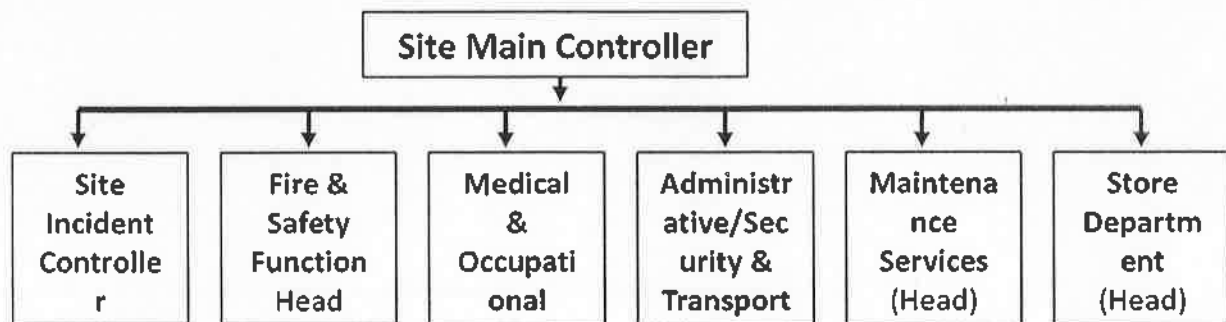 Site Main Controller
Site
Incident
Controlle
r
Fire &
Safety
Function
Head
Medical
&
Occupati
onal
Administr
ative/Sec
urity &
Transport
Maintena
nce
Services
(Head)
Store
Departm
ent
(Head)